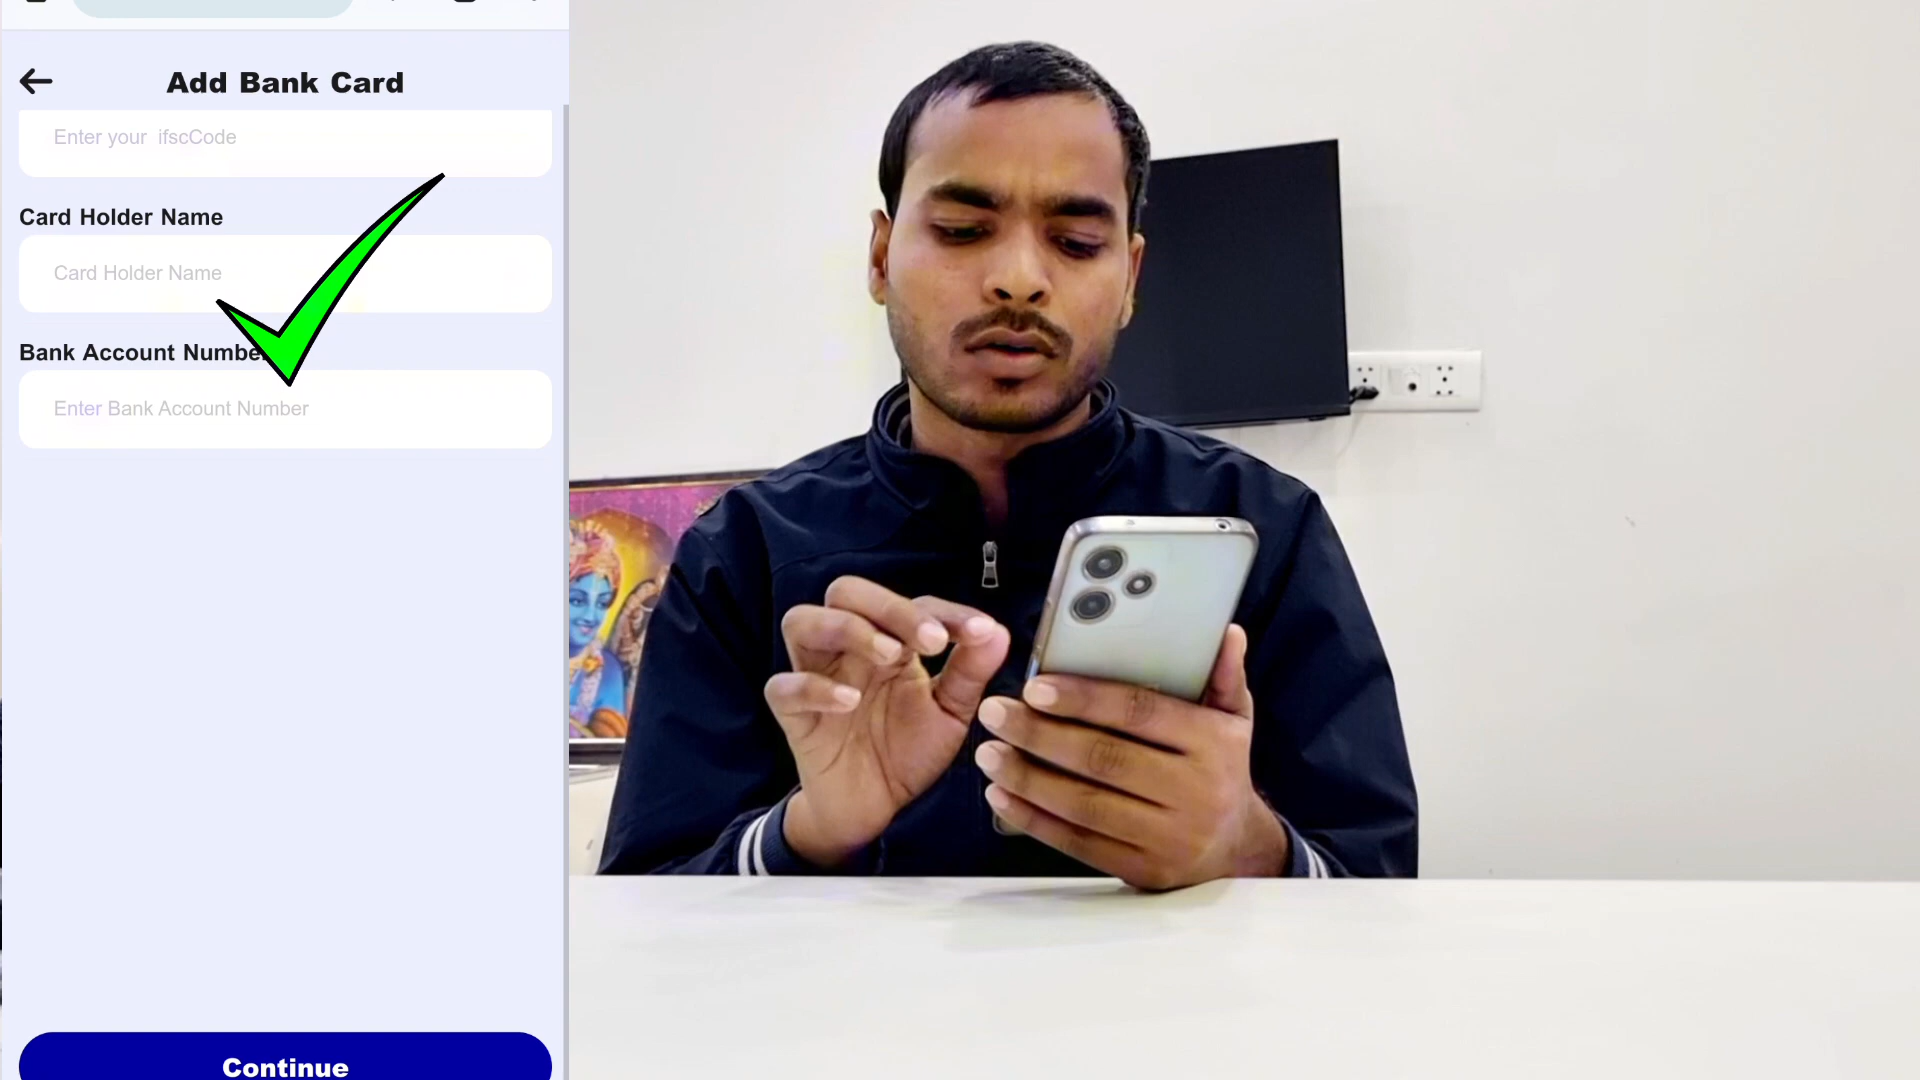 Add Bank Card
Enter your ifscCode
Card Holder Name
Card Holder Name
Bank Account Number
Enter Bank Account Number
Continue